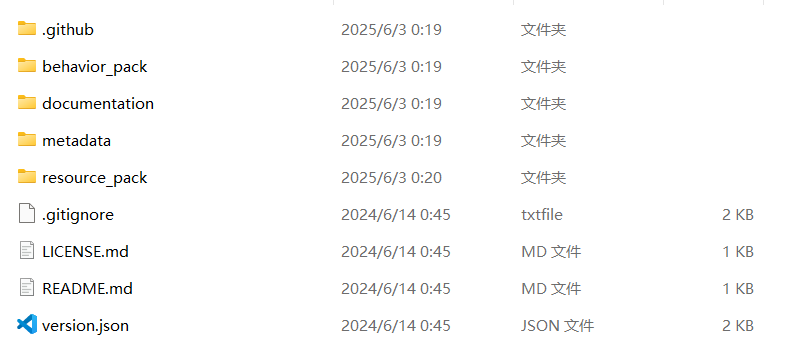 .github 2025/6/3 0:19 文件夹
behavior_pack 2025/6/3 0:19 文件夹
documentation 2025/6/3 0:19 文件夹
metadata 2025/6/3 0:19 文件夹
resource_pack 2025/6/3 0:20 文件夹
.gitignore 2024/6/14 0:45 txtfile 2 KB
LICENSE.md 2024/6/14 0:45 MD 文件 1 KB
README.md 2024/6/14 0:45 MD 文件 1 KB
version.json 2024/6/14 0:45 JSON 文件 2 KB